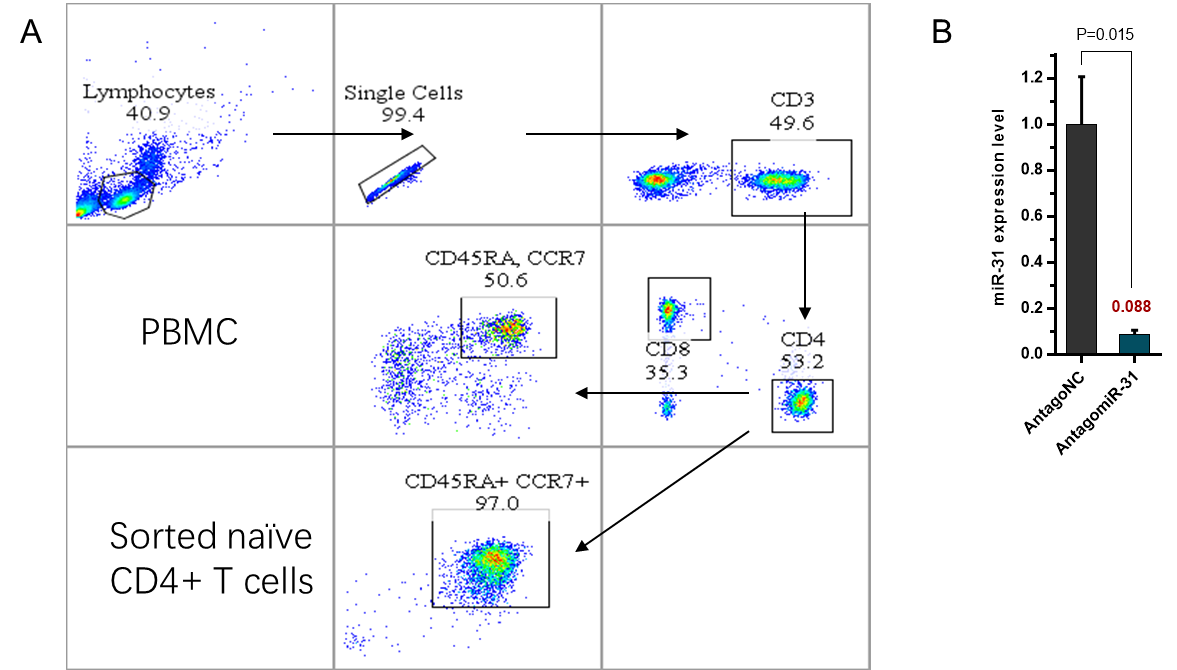 A
Lymphocytes
40.9
Single Cells
99.4
CD3
49.6
PBMC
CD45RA, CCR7
50.6
CD8
35.3
CD4
53.2
Sorted naïve
CD4+ T cells
CD45RA+ CCR7+
97.0
B
P=0.015
miR-31 expression level
1.2
1.0
0.8
0.6
0.4
0.2
0.0
0.088
AntagoNC
AntagomiR-31